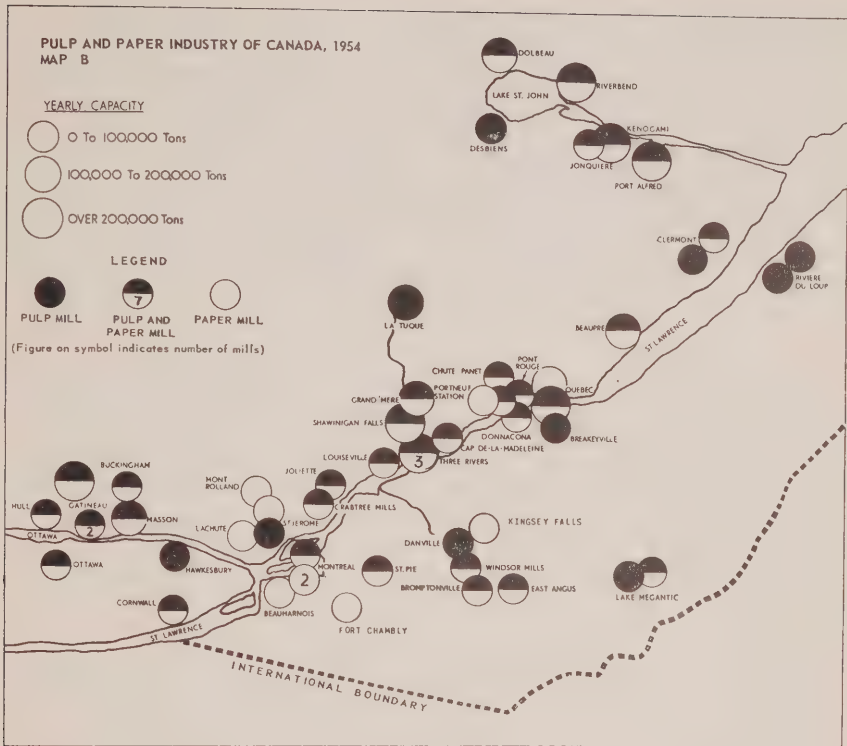 PULP AND PAPER INDUSTRY OF CANADA, 1954
MAP B
YEARLY CAPACITY
0 To 100,000 Tons
100,000 To 200,000 Tons
OVER 200,000 Tons
LEGEND
7
PULP MILL
PULP AND
PAPER MILL
PAPER MILL
(Figure on symbol indicates number of mills)
DOLBEAU
RIVERBEND
LAKE ST. JOHN
DESBIENS
KENOGAMI
JONQUIERE
PORT ALFRED
CLERMONT
RIVIERE
DU LOUP
LA TUQUE
BEAUPRE
ST LAWRENCE
CHUTE PANET
PONT
ROUGE
PORTNEUF
STATION
QUEBEC
GRAND'MERE
SHAWINIGAN FALLS
DONNACONA
BREAKEYVILLE
CAP DE-LA-MADELEINE
LOUISEVILLE
3
THREE RIVERS
JOLIETTE
CRABTREE MILLS
MONT
ROLLAND
BUCKINGHAM
GATINEAU
HULL
2
MASSON
OTTAWA
OTTAWA
LACHUTE
ST JEROME
HAWKESBURY
MONTREAL
2
KINGSEY FALLS
DANVILLE
ST. PIE
WINDSOR MILLS
BROMPTONVILLE
EAST ANGUS
LAKE MEGANTIC
CORNWALL
BEAUHARNOIS
FORT CHAMBLY
ST LAWRENCE
INTERNATIONAL BOUNDARY